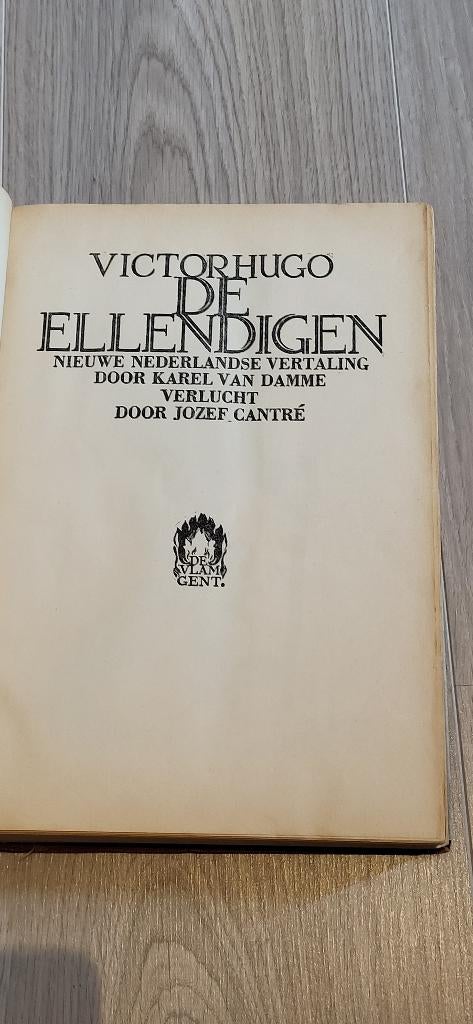 VICTOR HUGO
DE
ELLENDIGEN
NIEUWE NEDERLANDSE VERTALING
DOOR KAREL VAN DAMME
VERLUCHT
DOOR JOZEF CANTRÉ
DE
VLAM
GENT.